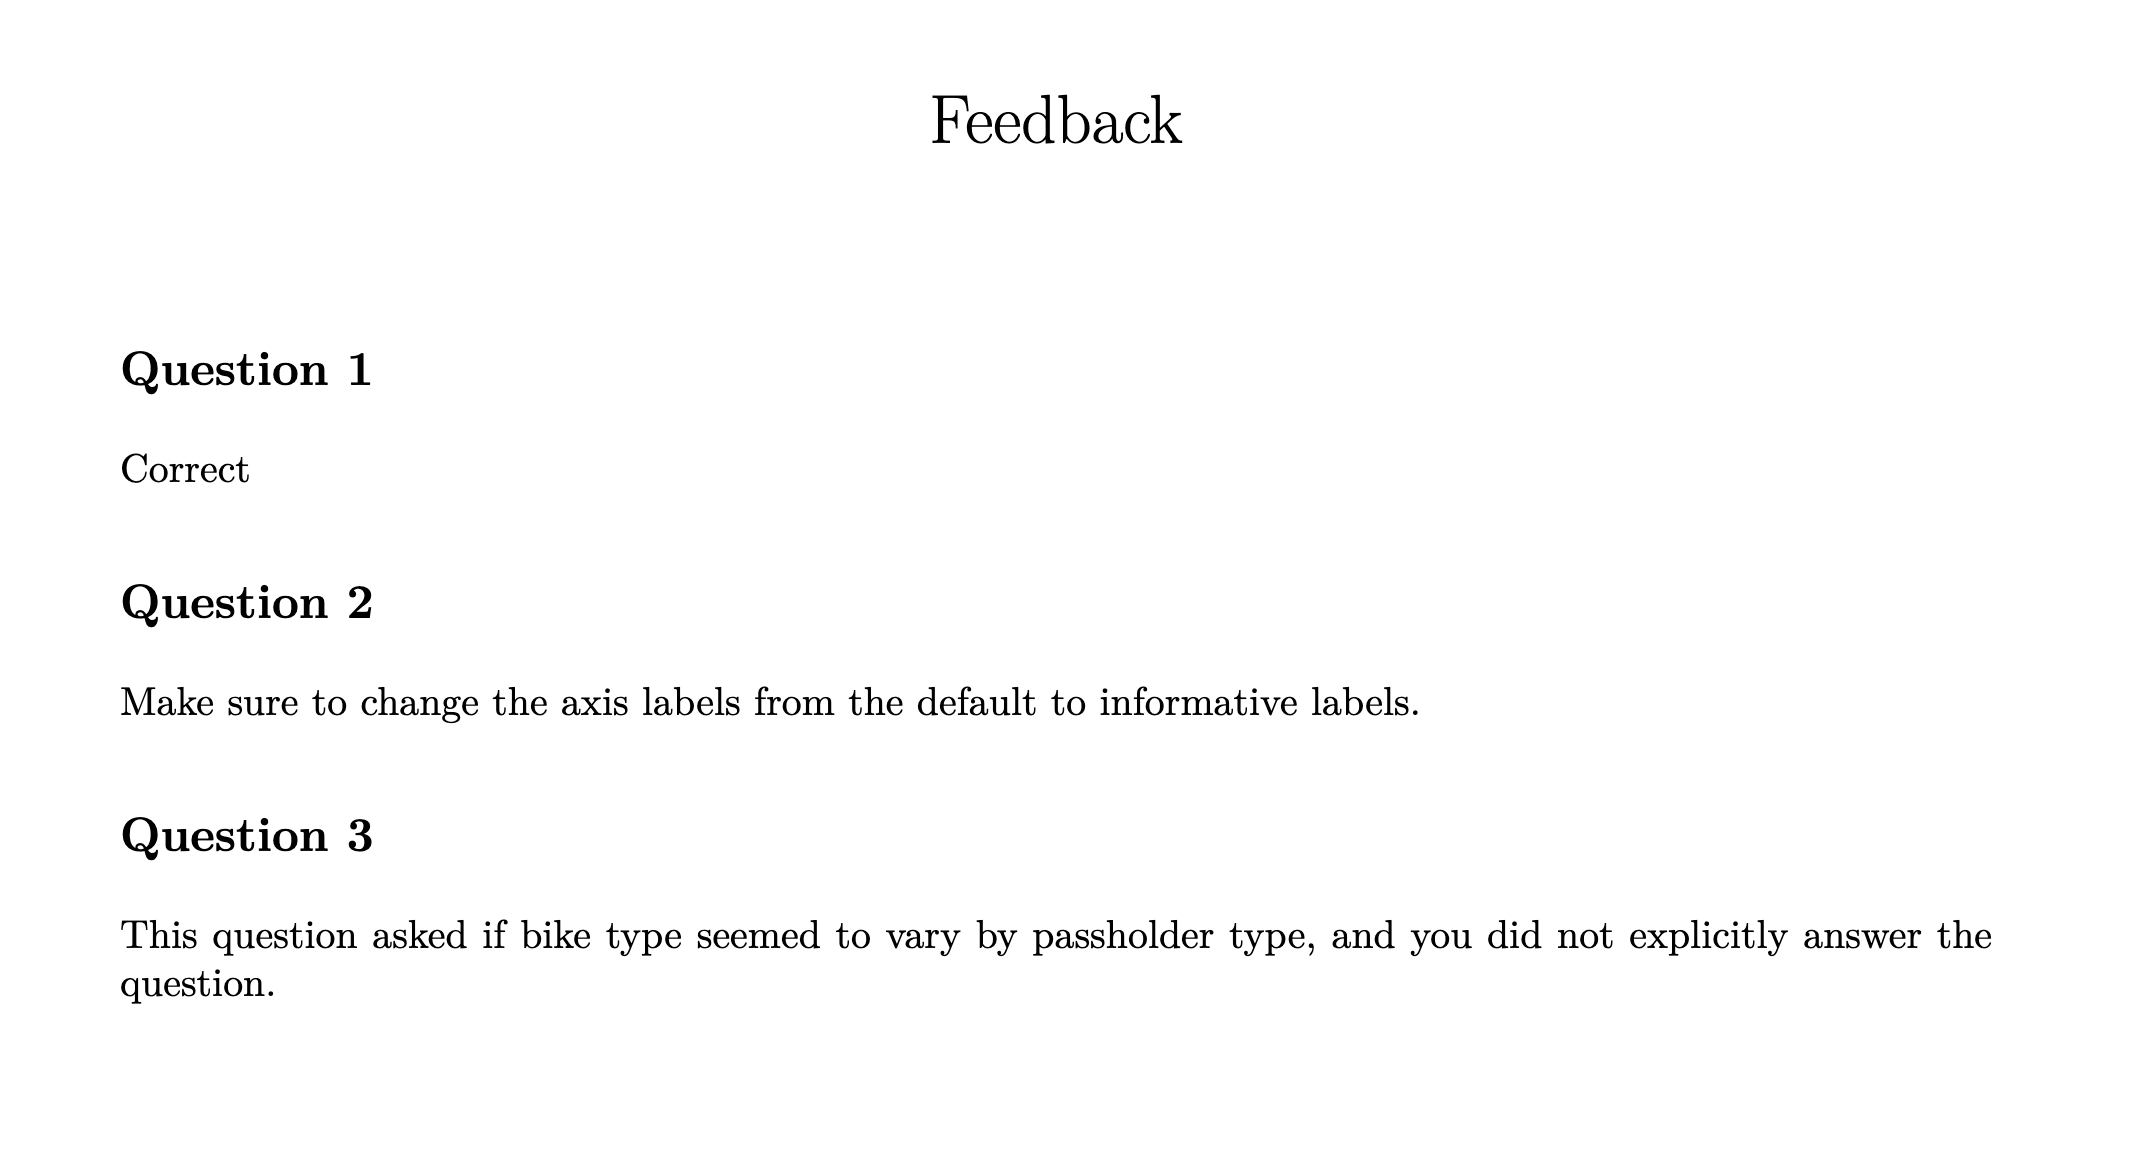 Feedback
Question 1
Correct
Question 2
Make sure to change the axis labels from the default to informative labels.
Question 3
This question asked if bike type seemed to vary by passholder type, and you did not explicitly answer the
question.